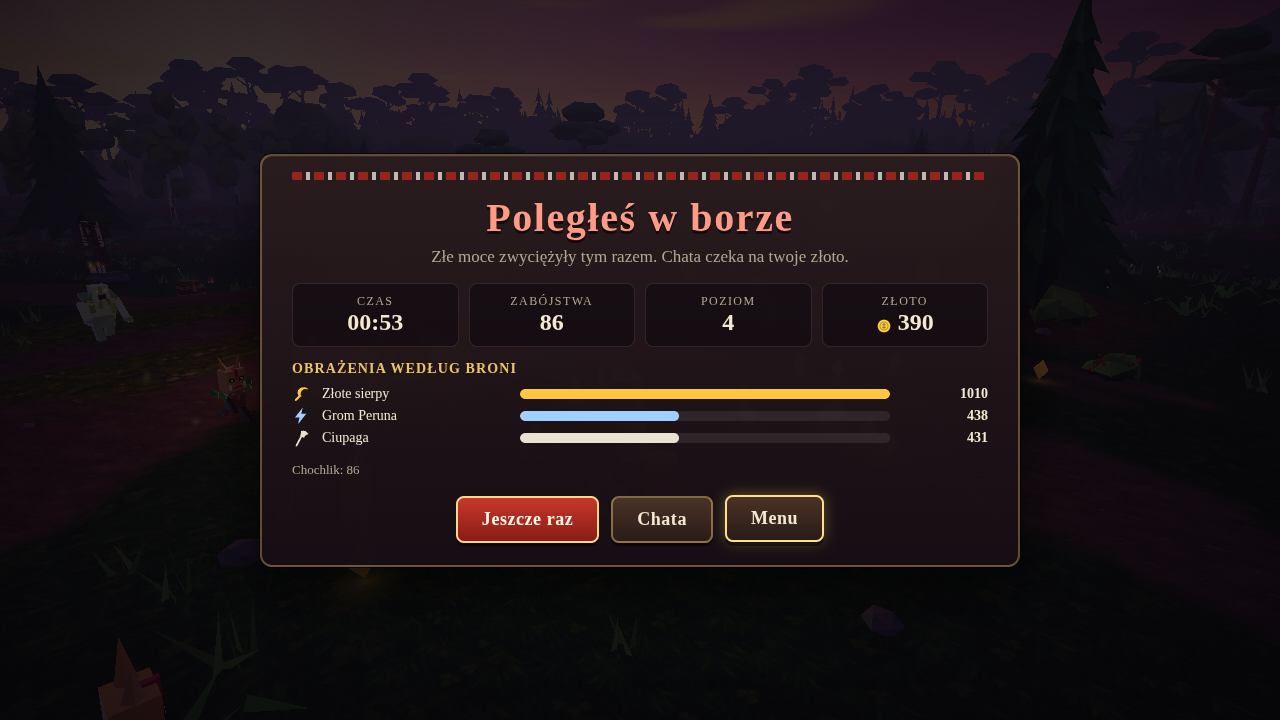 Poległeś w borze
Złe moce zwyciężyły tym razem. Chata czeka na twoje złoto.
CZAS
00:53
ZABÓJSTWA
86
POZIOM
4
ZŁOTO
390
OBRAŻENIA WEDŁUG BRONI
Złote sierpy 1010
Grom Peruna 438
Ciupaga 431
Chochlik: 86
Jeszcze raz
Chata
Menu